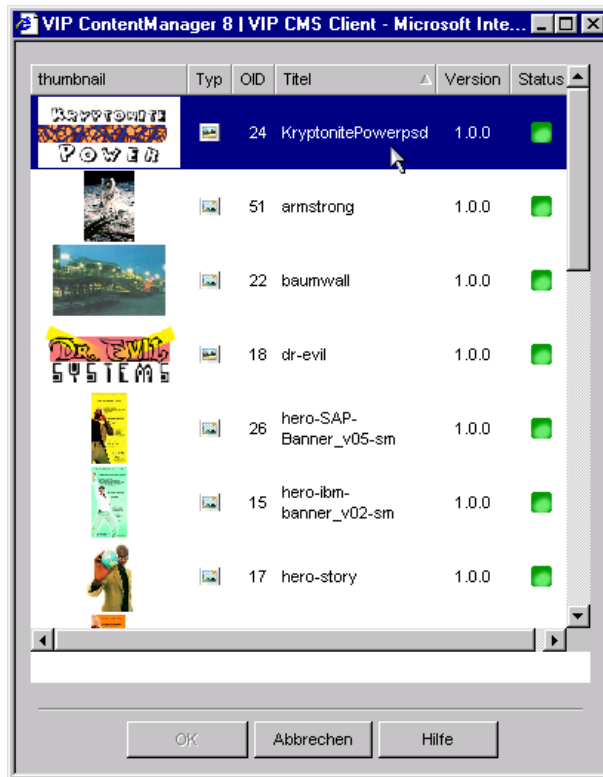 VIP ContentManager 8 | VIP CMS Client - Microsoft Inte...
thumbnail Typ OID Titel Version Status
KRYPTONITE
POWER
24 KryptonitePowerpsd 1.0.0
51 armstrong 1.0.0
22 baumwall 1.0.0
DR. EVIL
SYSTEMS
18 dr-evil 1.0.0
26 hero-SAP-
Banner_v05-sm 1.0.0
15 hero-ibm-
banner_v02-sm 1.0.0
17 hero-story 1.0.0
OK Abbrechen Hilfe